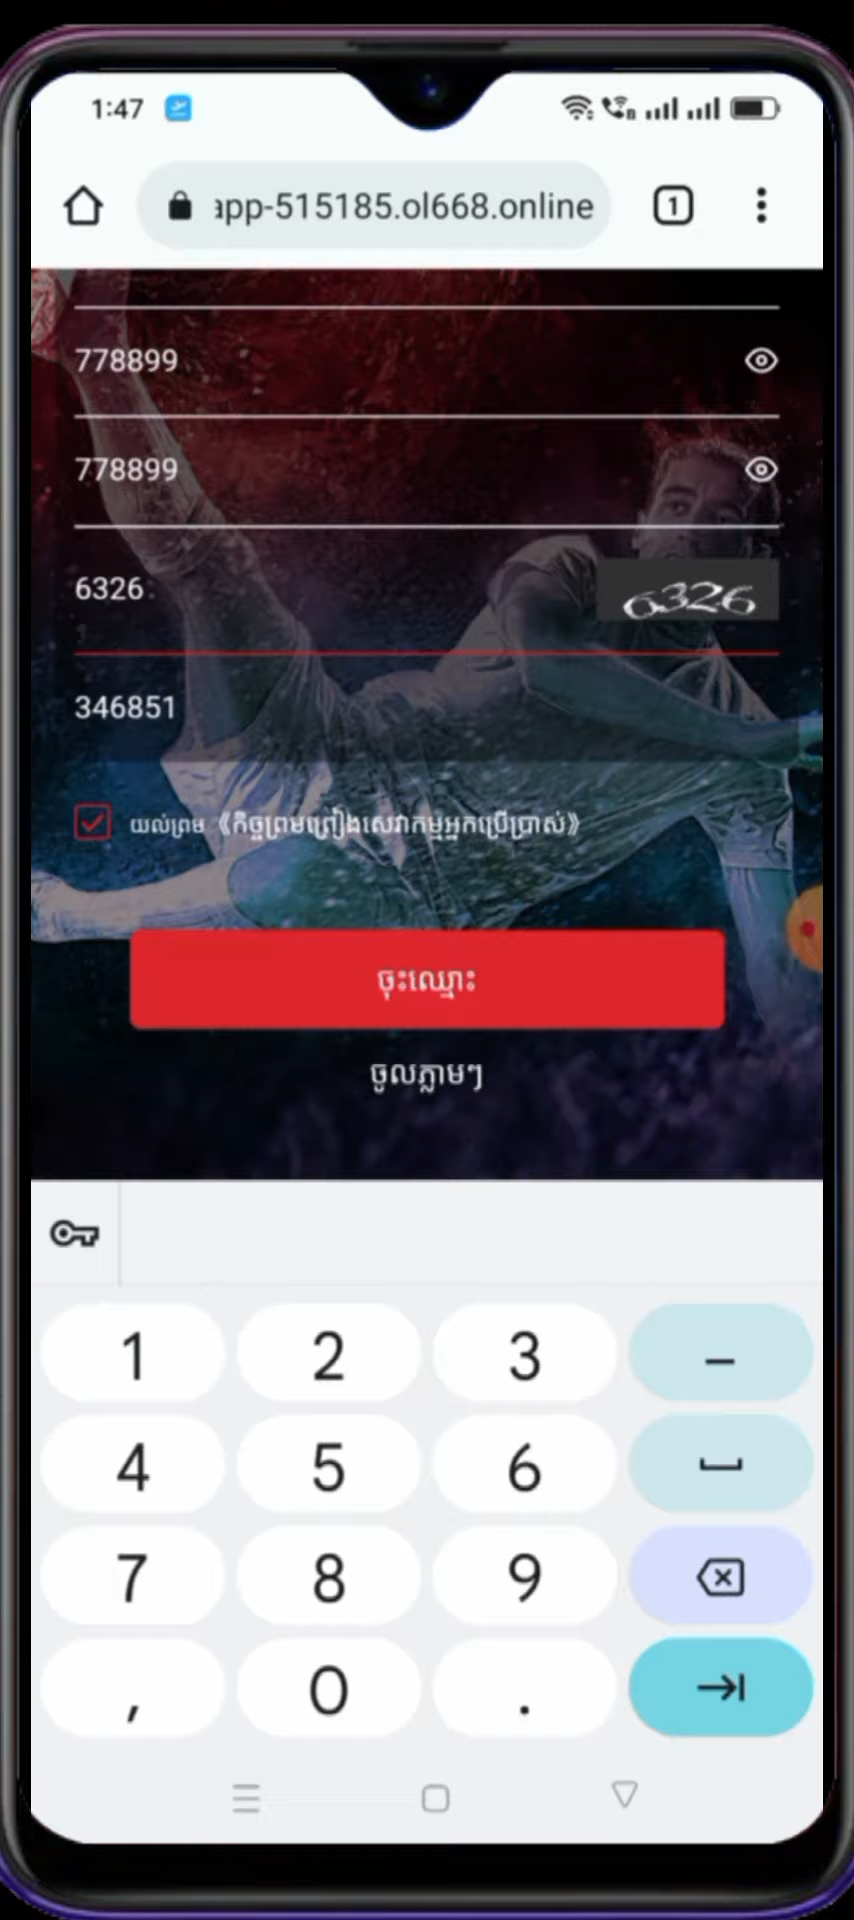 1:47
app-515185.ol668.online
1
778899
778899
6326
6326
346851
យល់ព្រម 《កិច្ចព្រមព្រៀងសេវាកម្មអ្នកប្រើប្រាស់》
ចុះឈ្មោះ
ចូលភ្លាមៗ
1 2 3 –
4 5 6
7 8 9
, 0 .